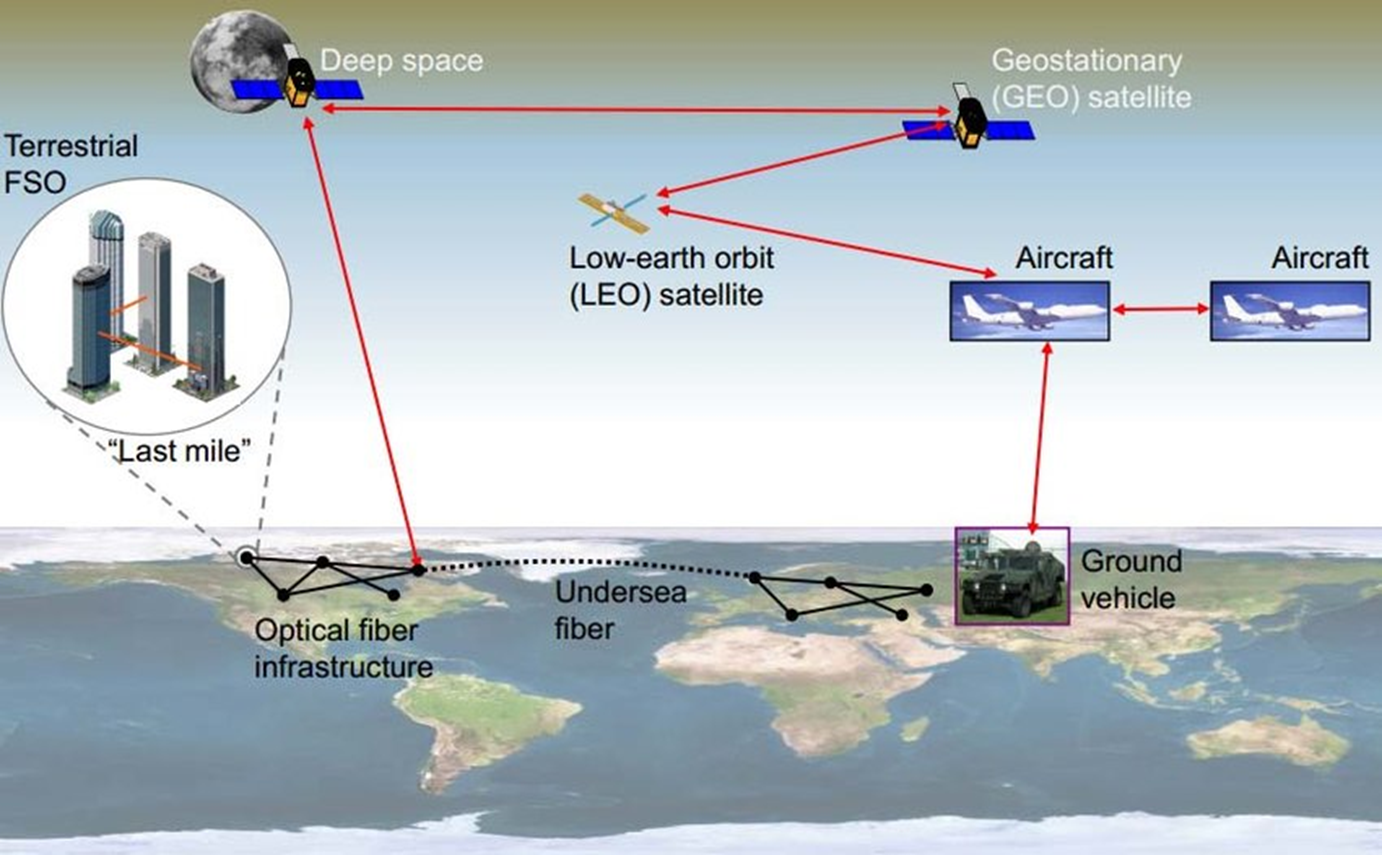 Deep space
Geostationary
(GEO) satellite
Terrestrial
FSO
Low-earth orbit
(LEO) satellite
Aircraft
Aircraft
“Last mile”
Ground
vehicle
Undersea
fiber
Optical fiber
infrastructure